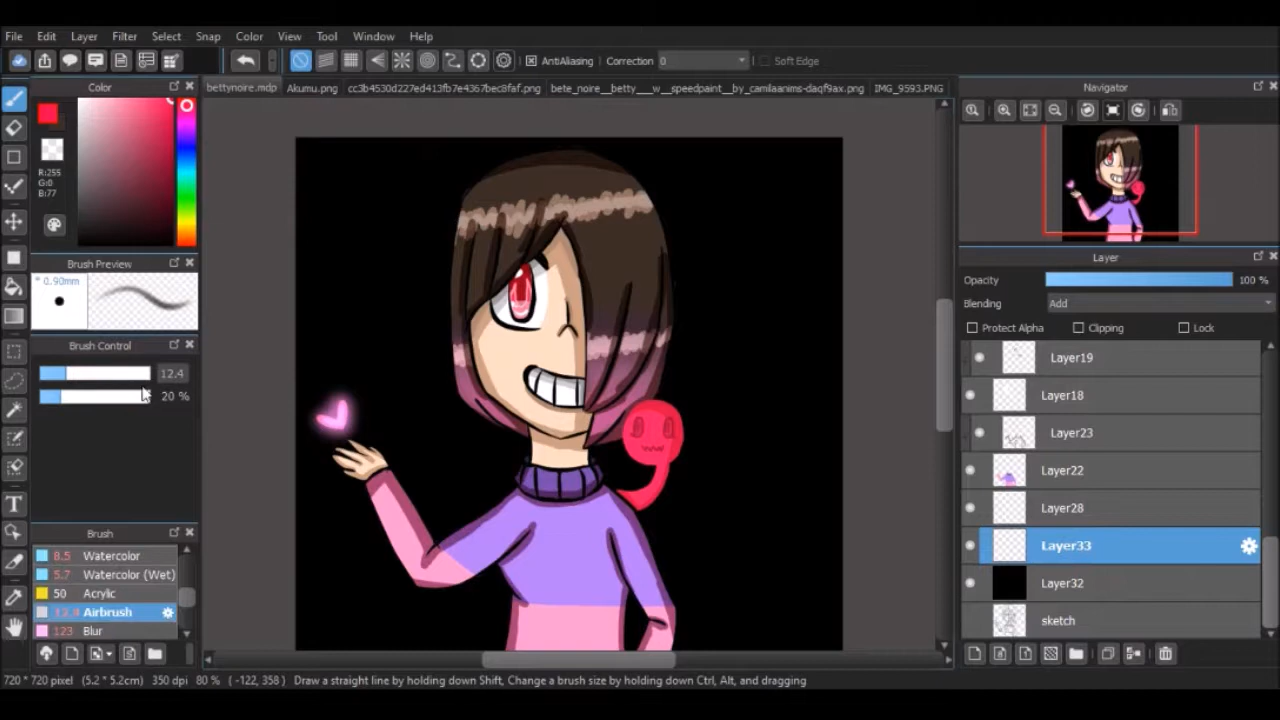 File Edit Layer Filter Select Snap Color View Tool Window Help
AntiAliasing Correction 0 Soft Edge
Color bettynoire.mdp Akumu.png cc3b4530z227ed413fb7e4367bec8faf.png bete_noire__betty___w__speedpaint__by_camilaanims-daqf9ax.png IMG_9593.PNG Navigator
R:255
G:0
B:77
Brush Preview
* 0.90mm
Layer
Opacity 100 %
Blending Add
Protect Alpha Clipping Lock
Brush Control
12.4
20 %
Layer19
Layer18
Layer23
Layer22
Layer28
Layer33
Layer32
sketch
Brush
8.5 Watercolor
5.7 Watercolor (Wet)
50 Acrylic
12.4 Airbrush
123 Blur
T
720 * 720 pixel (5.2 * 5.2cm) 350 dpi 80 % ( -122, 358 ) Draw a straight line by holding down Shift, Change a brush size by holding down Ctrl, Alt, and dragging